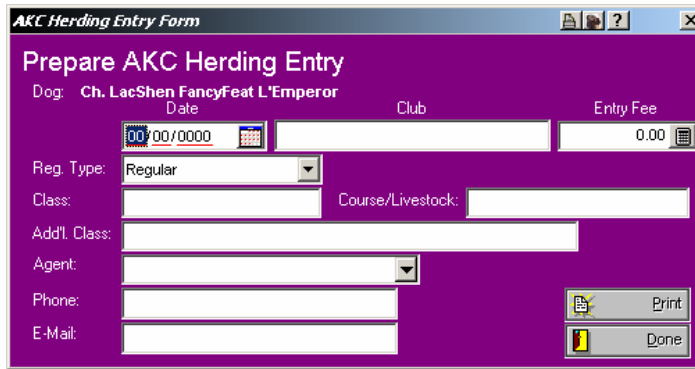 AKC Herding Entry Form ? X
Prepare AKC Herding Entry
Dog: Ch. LacShen FancyFeat L'Emperor
Date Club Entry Fee
00/00/0000 0.00
Reg. Type: Regular
Class: Course/Livestock:
Add'l. Class:
Agent:
Phone: Print
E-Mail: Done